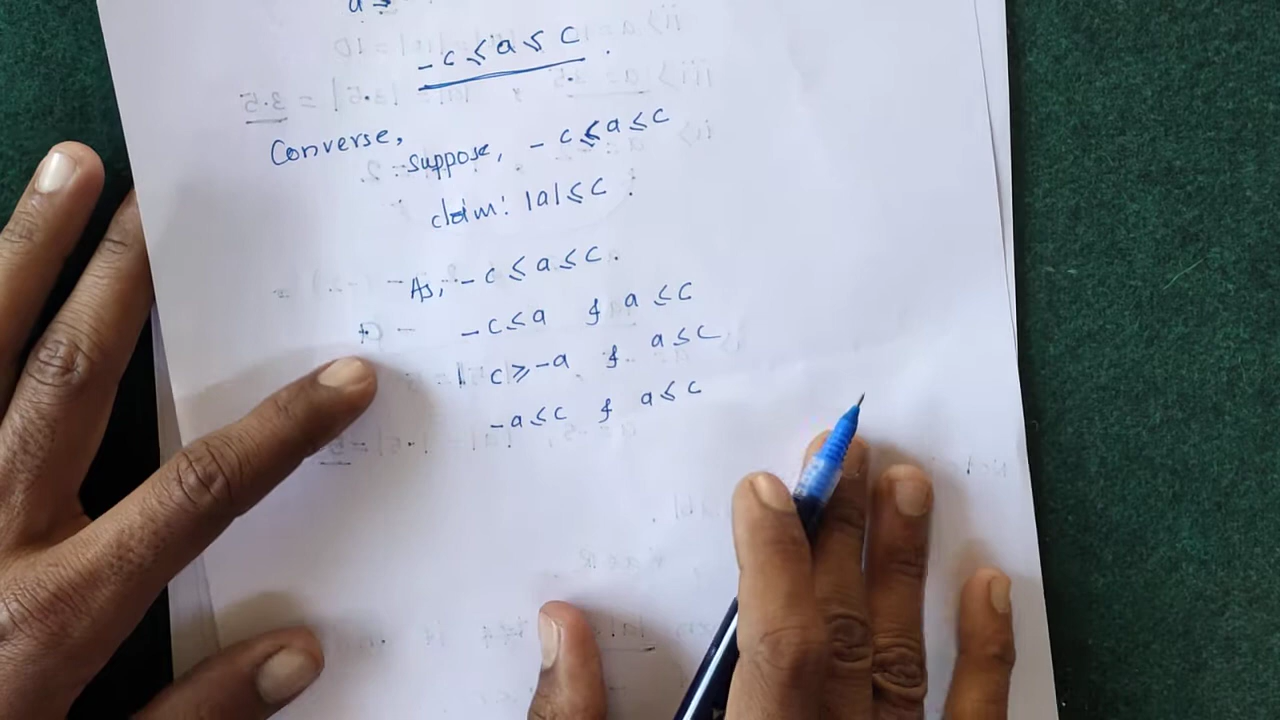 -c ≤ a ≤ c .
Converse,
suppose, -c ≤ a ≤ c
claim: |a| ≤ c .
As, -c ≤ a ≤ c .
-c ≤ a & a ≤ c
c ≥ -a & a ≤ c
-a ≤ c & a ≤ c